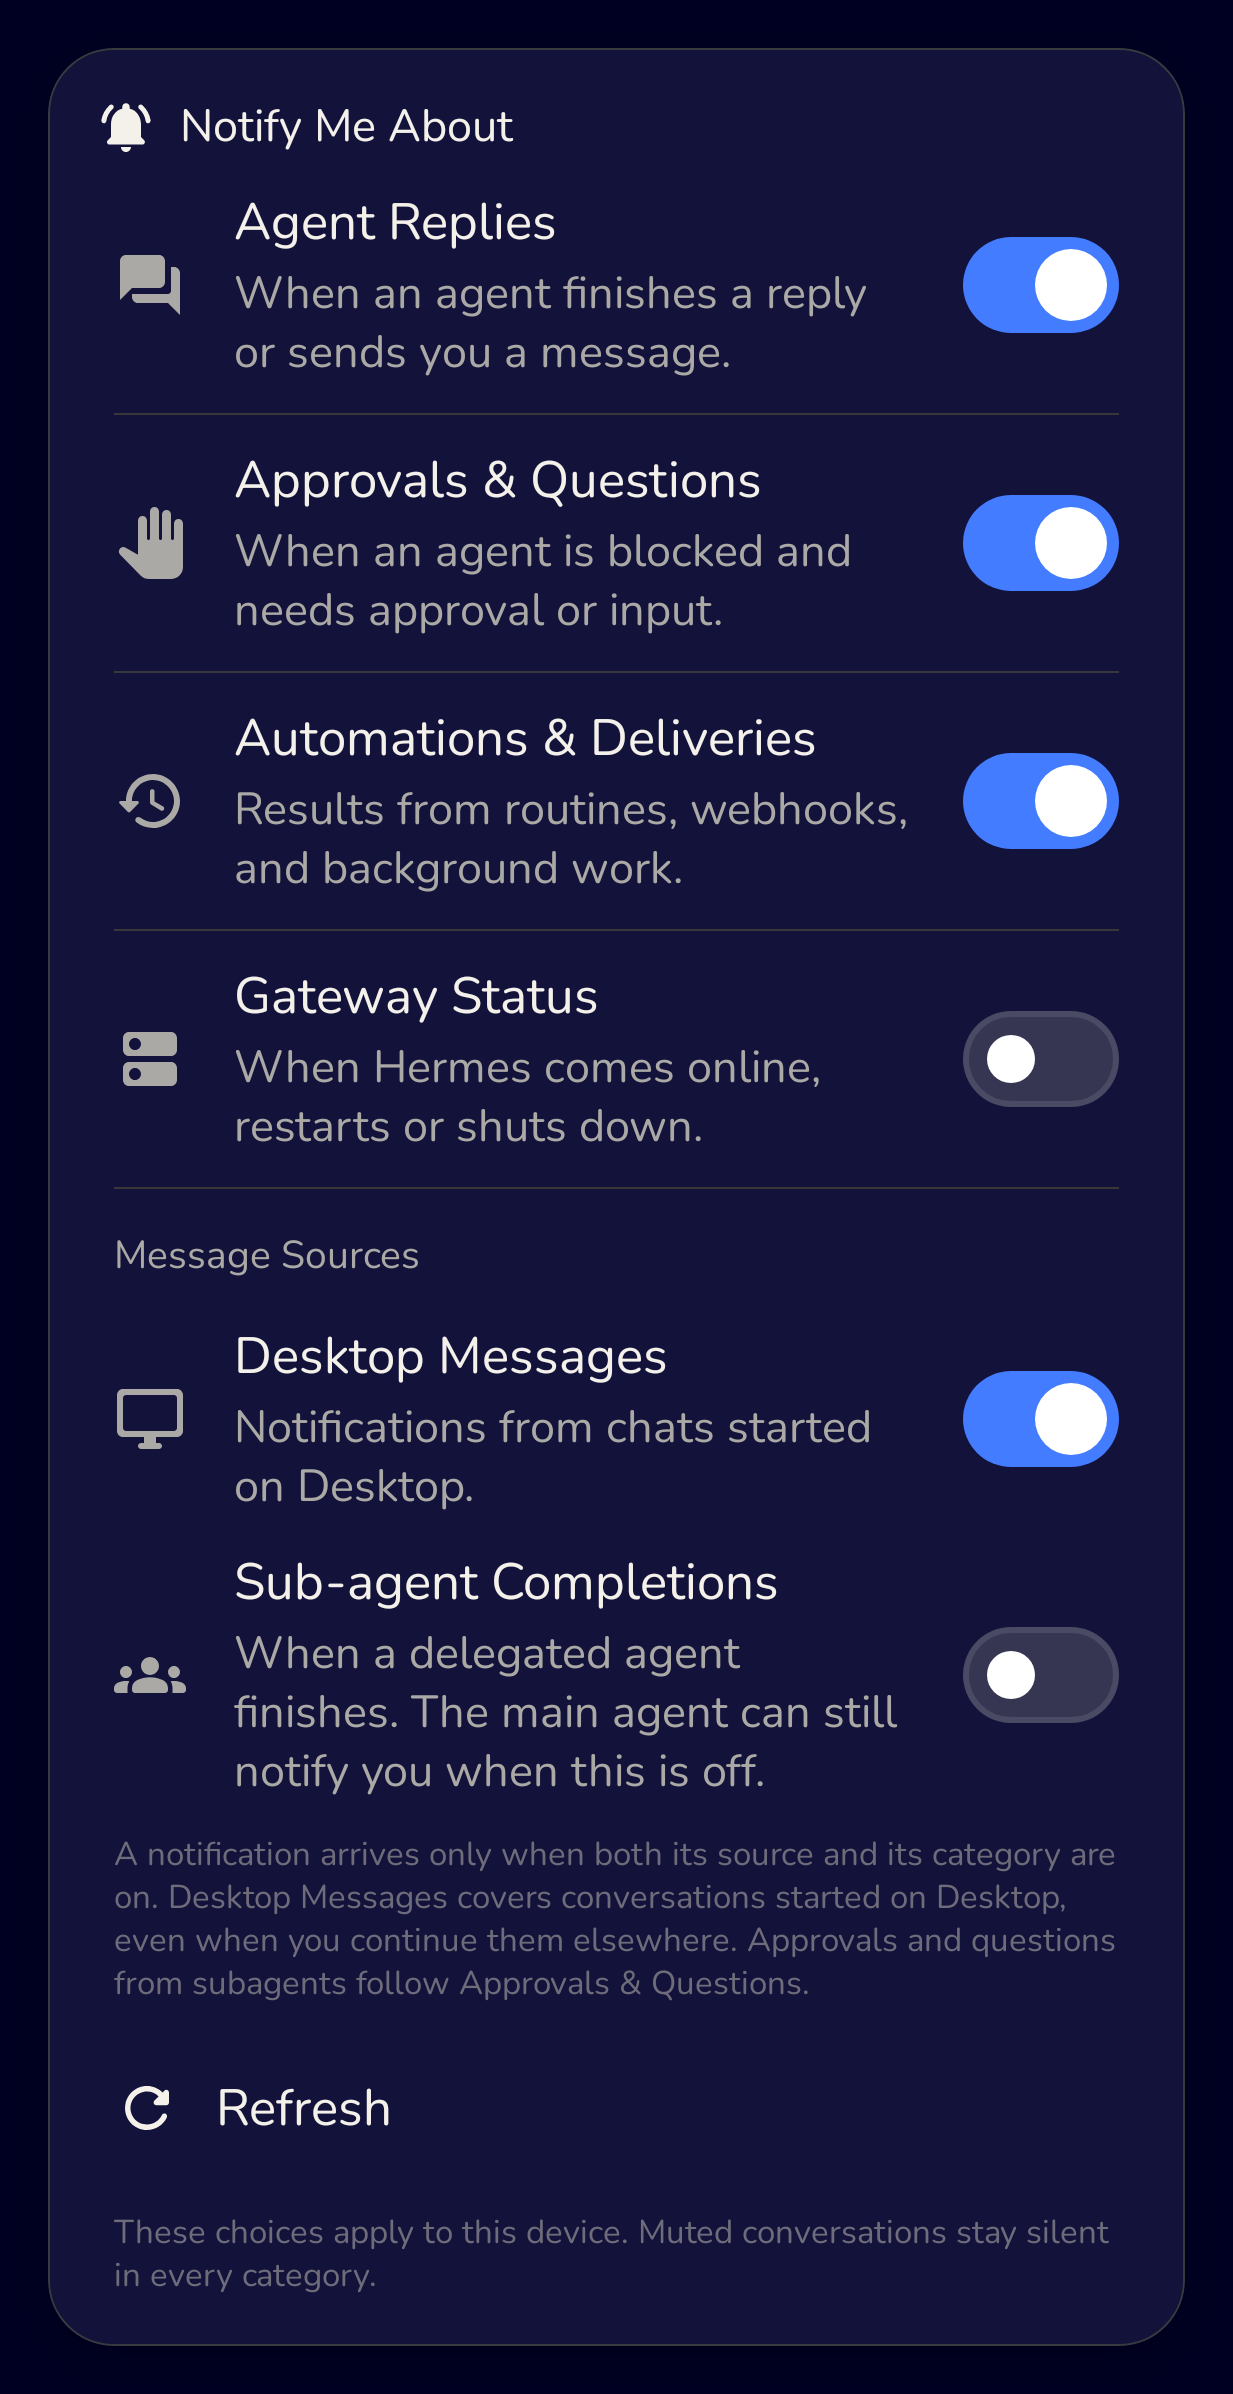 Notify Me About
Agent Replies
When an agent finishes a reply
or sends you a message.
Approvals & Questions
When an agent is blocked and
needs approval or input.
Automations & Deliveries
Results from routines, webhooks,
and background work.
Gateway Status
When Hermes comes online,
restarts or shuts down.
Message Sources
Desktop Messages
Notifications from chats started
on Desktop.
Sub-agent Completions
When a delegated agent
finishes. The main agent can still
notify you when this is off.
A notification arrives only when both its source and its category are
on. Desktop Messages covers conversations started on Desktop,
even when you continue them elsewhere. Approvals and questions
from subagents follow Approvals & Questions.
Refresh
These choices apply to this device. Muted conversations stay silent
in every category.